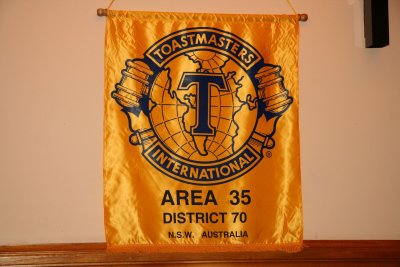 TOASTMASTERS
T
INTERNATIONAL
®
AREA 35
DISTRICT 70
N.S.W. AUSTRALIA